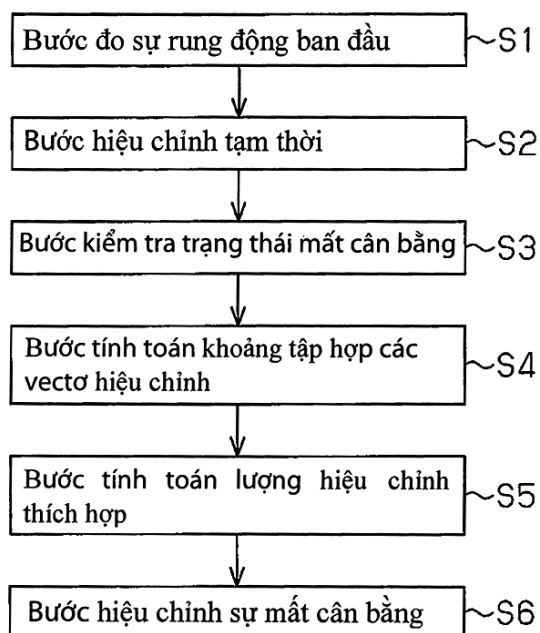 Bước đo sự rung động ban đầu S1
Bước hiệu chỉnh tạm thời S2
Bước kiểm tra trạng thái mất cân bằng S3
Bước tính toán khoảng tập hợp các
vectơ hiệu chỉnh S4
Bước tính toán lượng hiệu chỉnh
thích hợp S5
Bước hiệu chỉnh sự mất cân bằng S6